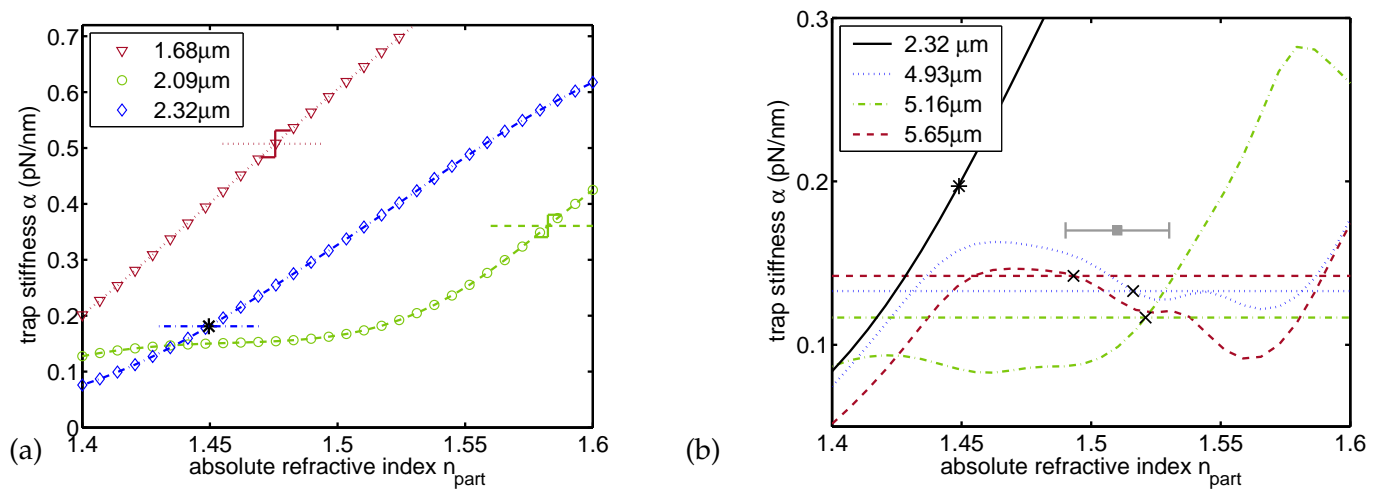 (a)
trap stiffness α (pN/nm)
0.7
0.6
0.5
0.4
0.3
0.2
0.1
0
1.68μm
2.09μm
2.32μm
1.4
1.45
1.5
1.55
1.6
absolute refractive index n_part
(b)
trap stiffness α (pN/nm)
0.3
0.2
0.1
2.32 μm
4.93μm
5.16μm
5.65μm
1.4
1.45
1.5
1.55
1.6
absolute refractive index n_part